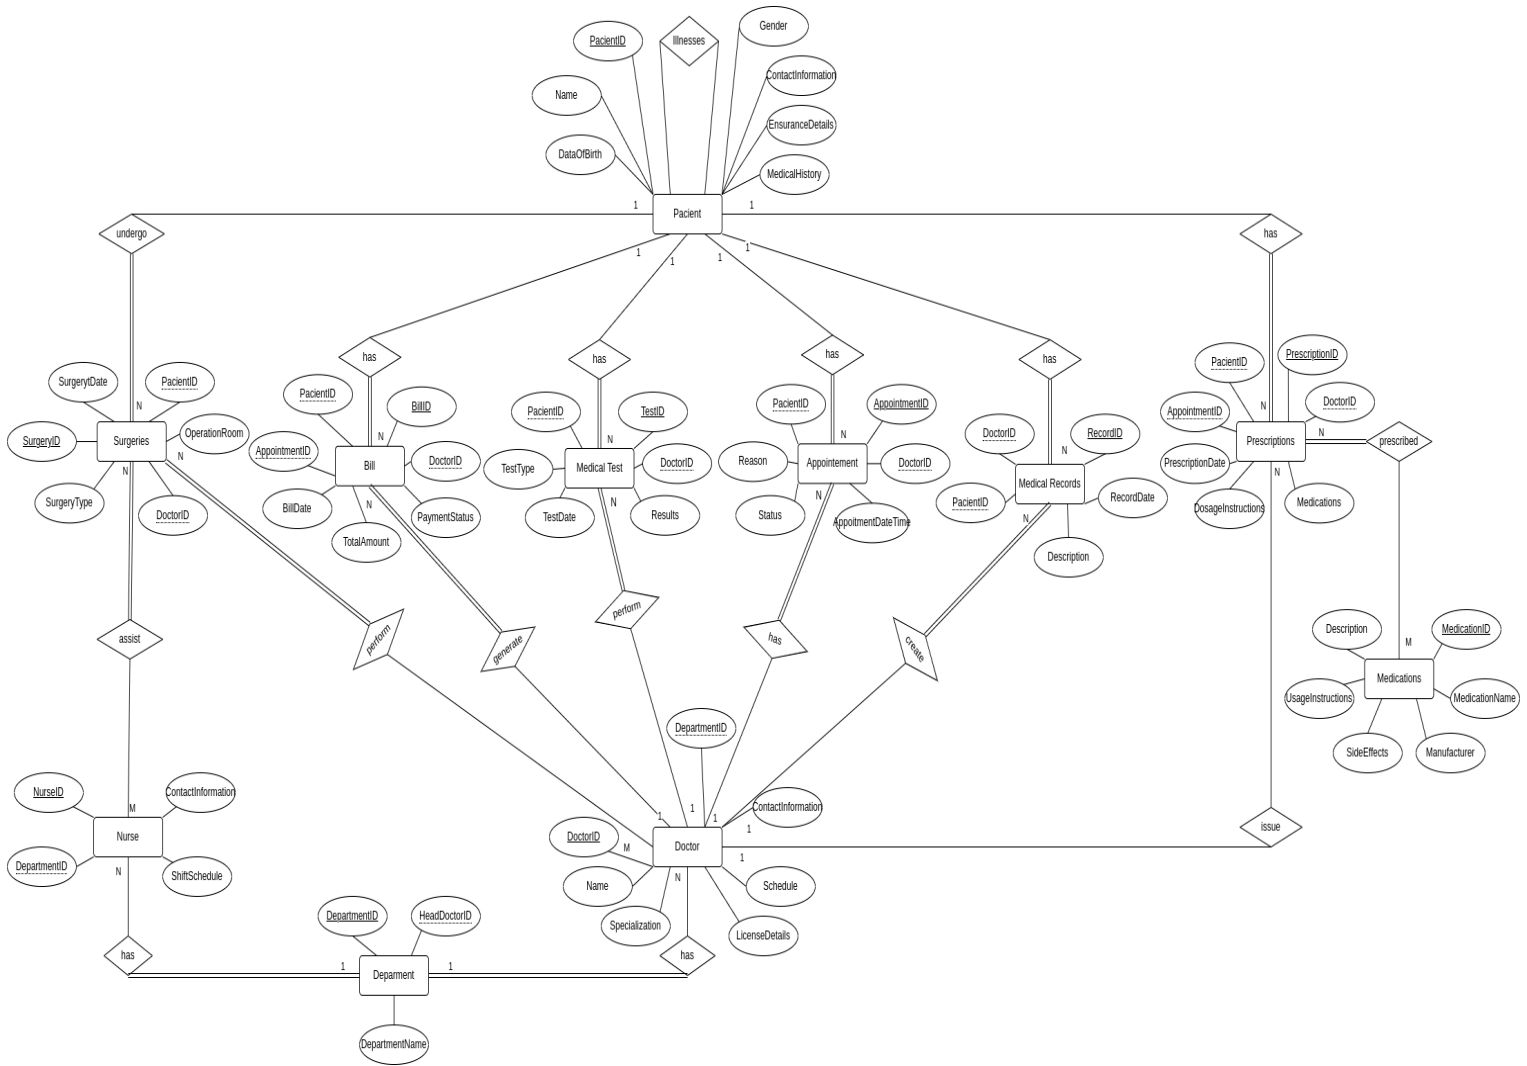 Gender
PacientID
Illnesses
ContactInformation
Name
EnsuranceDetails
DataOfBirth
MedicalHistory
1
Pacient
1
undergo
has
1
1
1
1
has
has
has
has
SurgerytDate
PacientID
PacientID
BillID
PacientID
TestID
PacientID
AppointmentID
DoctorID
RecordID
PacientID
PrescriptionID
N
N
DoctorID
AppointmentID
SurgeryID
Surgeries
OperationRoom
N
N
N
N
N
N
Prescriptions
prescribed
AppointmentID
Bill
DoctorID
TestType
Medical Test
DoctorID
Reason
Appointement
DoctorID
Medical Records
PrescriptionDate
N
N
SurgeryType
DoctorID
BillDate
N
PaymentStatus
TestDate
N
Results
Status
N
AppoitmentDateTime
PacientID
N
RecordDate
DosageInstructions
Medications
TotalAmount
Description
perform
assist
perform
generate
has
create
Description
MedicationID
M
Medications
UsageInstructions
MedicationName
SideEffects
Manufacturer
DepartmentID
NurseID
ContactInformation
M
1
1
1
ContactInformation
1
issue
Nurse
DoctorID
M
Doctor
1
DepartmentID
N
ShiftSchedule
Name
N
Schedule
DepartmentID
HeadDoctorID
Specialization
LicenseDetails
has
1
Deparment
1
has
DepartmentName